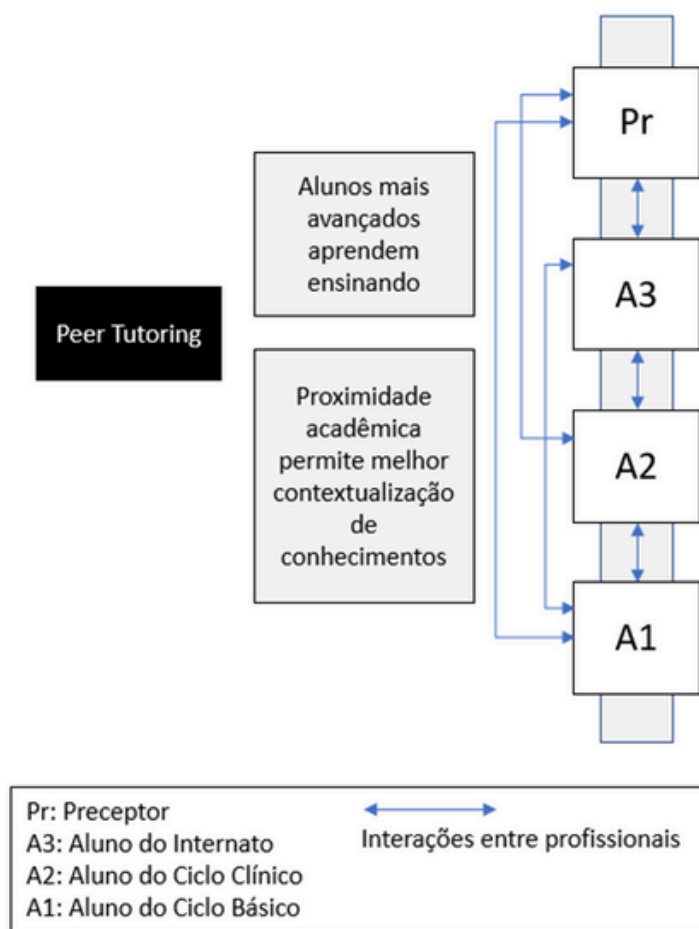 Peer Tutoring
Alunos mais
avançados
aprendem
ensinando
Proximidade
acadêmica
permite melhor
contextualização
de
conhecimentos
Pr
A3
A2
A1
Pr: Preceptor
A3: Aluno do Internato
A2: Aluno do Ciclo Clínico
A1: Aluno do Ciclo Básico
Interações entre profissionais